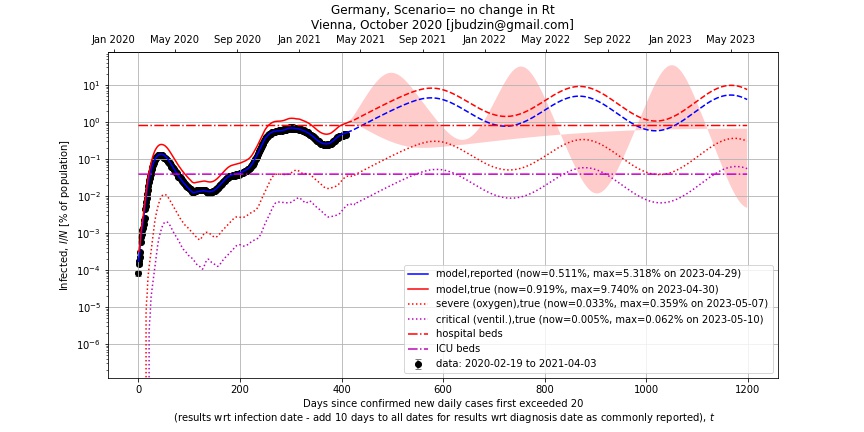 Germany, Scenario= no change in Rt
Vienna, October 2020 [jbudzin@gmail.com]
Jan 2020 May 2020 Sep 2020 Jan 2021 May 2021 Sep 2021 Jan 2022 May 2022 Sep 2022 Jan 2023 May 2023
10¹
10⁰
10⁻¹
10⁻²
10⁻³
10⁻⁴
10⁻⁵
10⁻⁶
Infected, I/N [% of population]
model,reported (now=0.511%, max=5.318% on 2023-04-29)
model,true (now=0.919%, max=9.740% on 2023-04-30)
severe (oxygen),true (now=0.033%, max=0.359% on 2023-05-07)
critical (ventil.),true (now=0.005%, max=0.062% on 2023-05-10)
hospital beds
ICU beds
data: 2020-02-19 to 2021-04-03
0 200 400 600 800 1000 1200
Days since confirmed new daily cases first exceeded 20
(results wrt infection date - add 10 days to all dates for results wrt diagnosis date as commonly reported), t